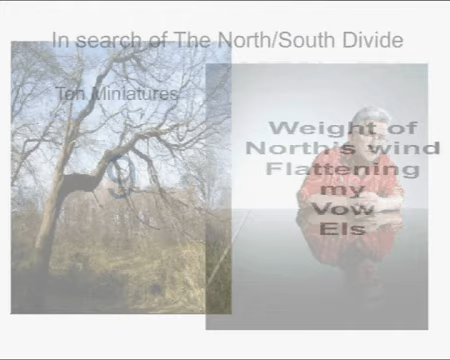 In search of The North/South Divide
Ten Miniatures
Weight of
North's wind
Flattening
my
Vow
Els